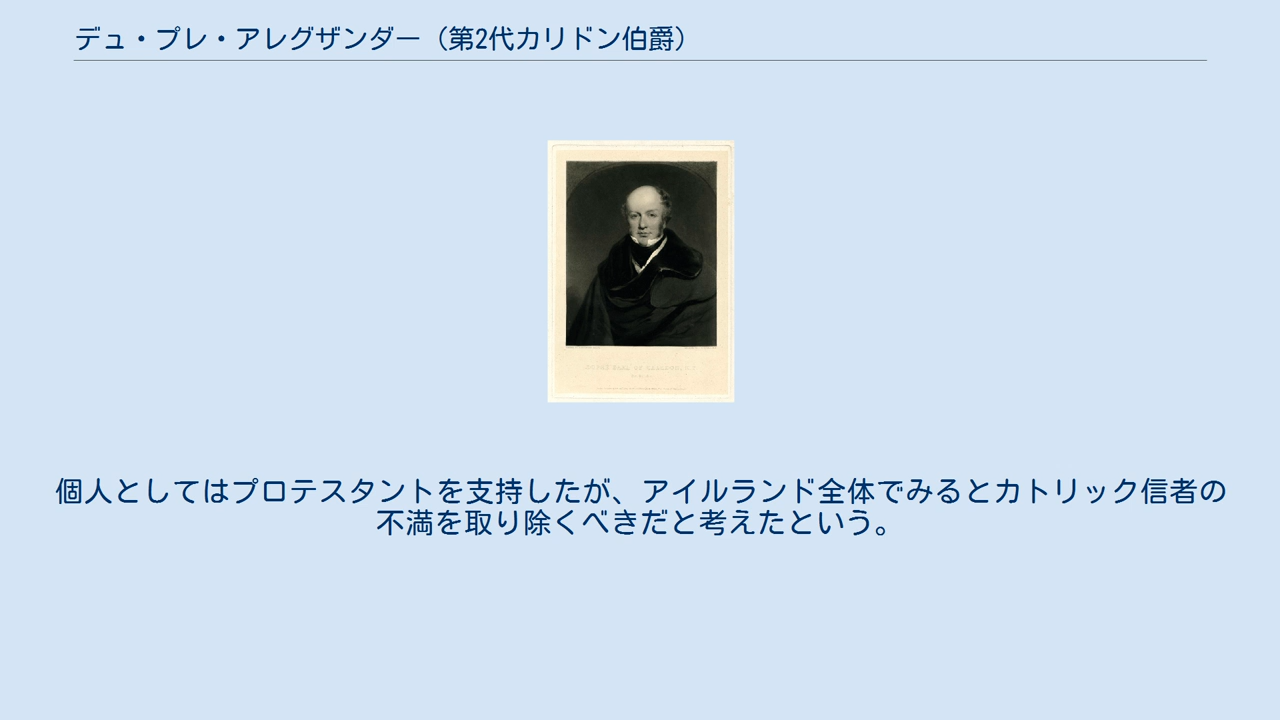 デュ・プレ・アレグザンダー（第2代カリドン伯爵）
個人としてはプロテスタントを支持したが、アイルランド全体でみるとカトリック信者の
不満を取り除くべきだと考えたという。